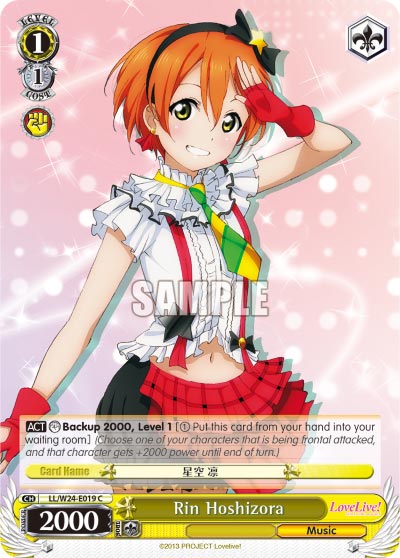 LEVEL
1
1
COST
SAMPLE
ACT Backup 2000, Level 1 [① Put this card from your hand into your
waiting room] (Choose one of your characters that is being frontal attacked,
and that character gets +2000 power until end of turn.)
Card Name 星空 凛
CH LL/W24-E019 C
Rin Hoshizora
LoveLive!
POWER 2000 SOUL
Music
©2013 PROJECT Lovelive!